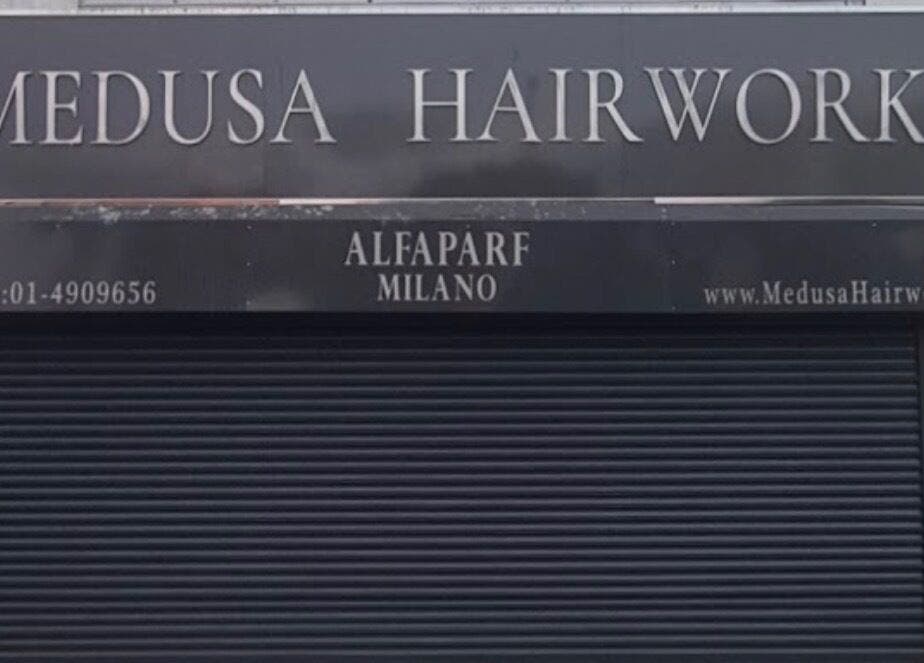 MEDUSA HAIRWORK
ALFAPARF
MILANO
:01-4909656
www.MedusaHairw